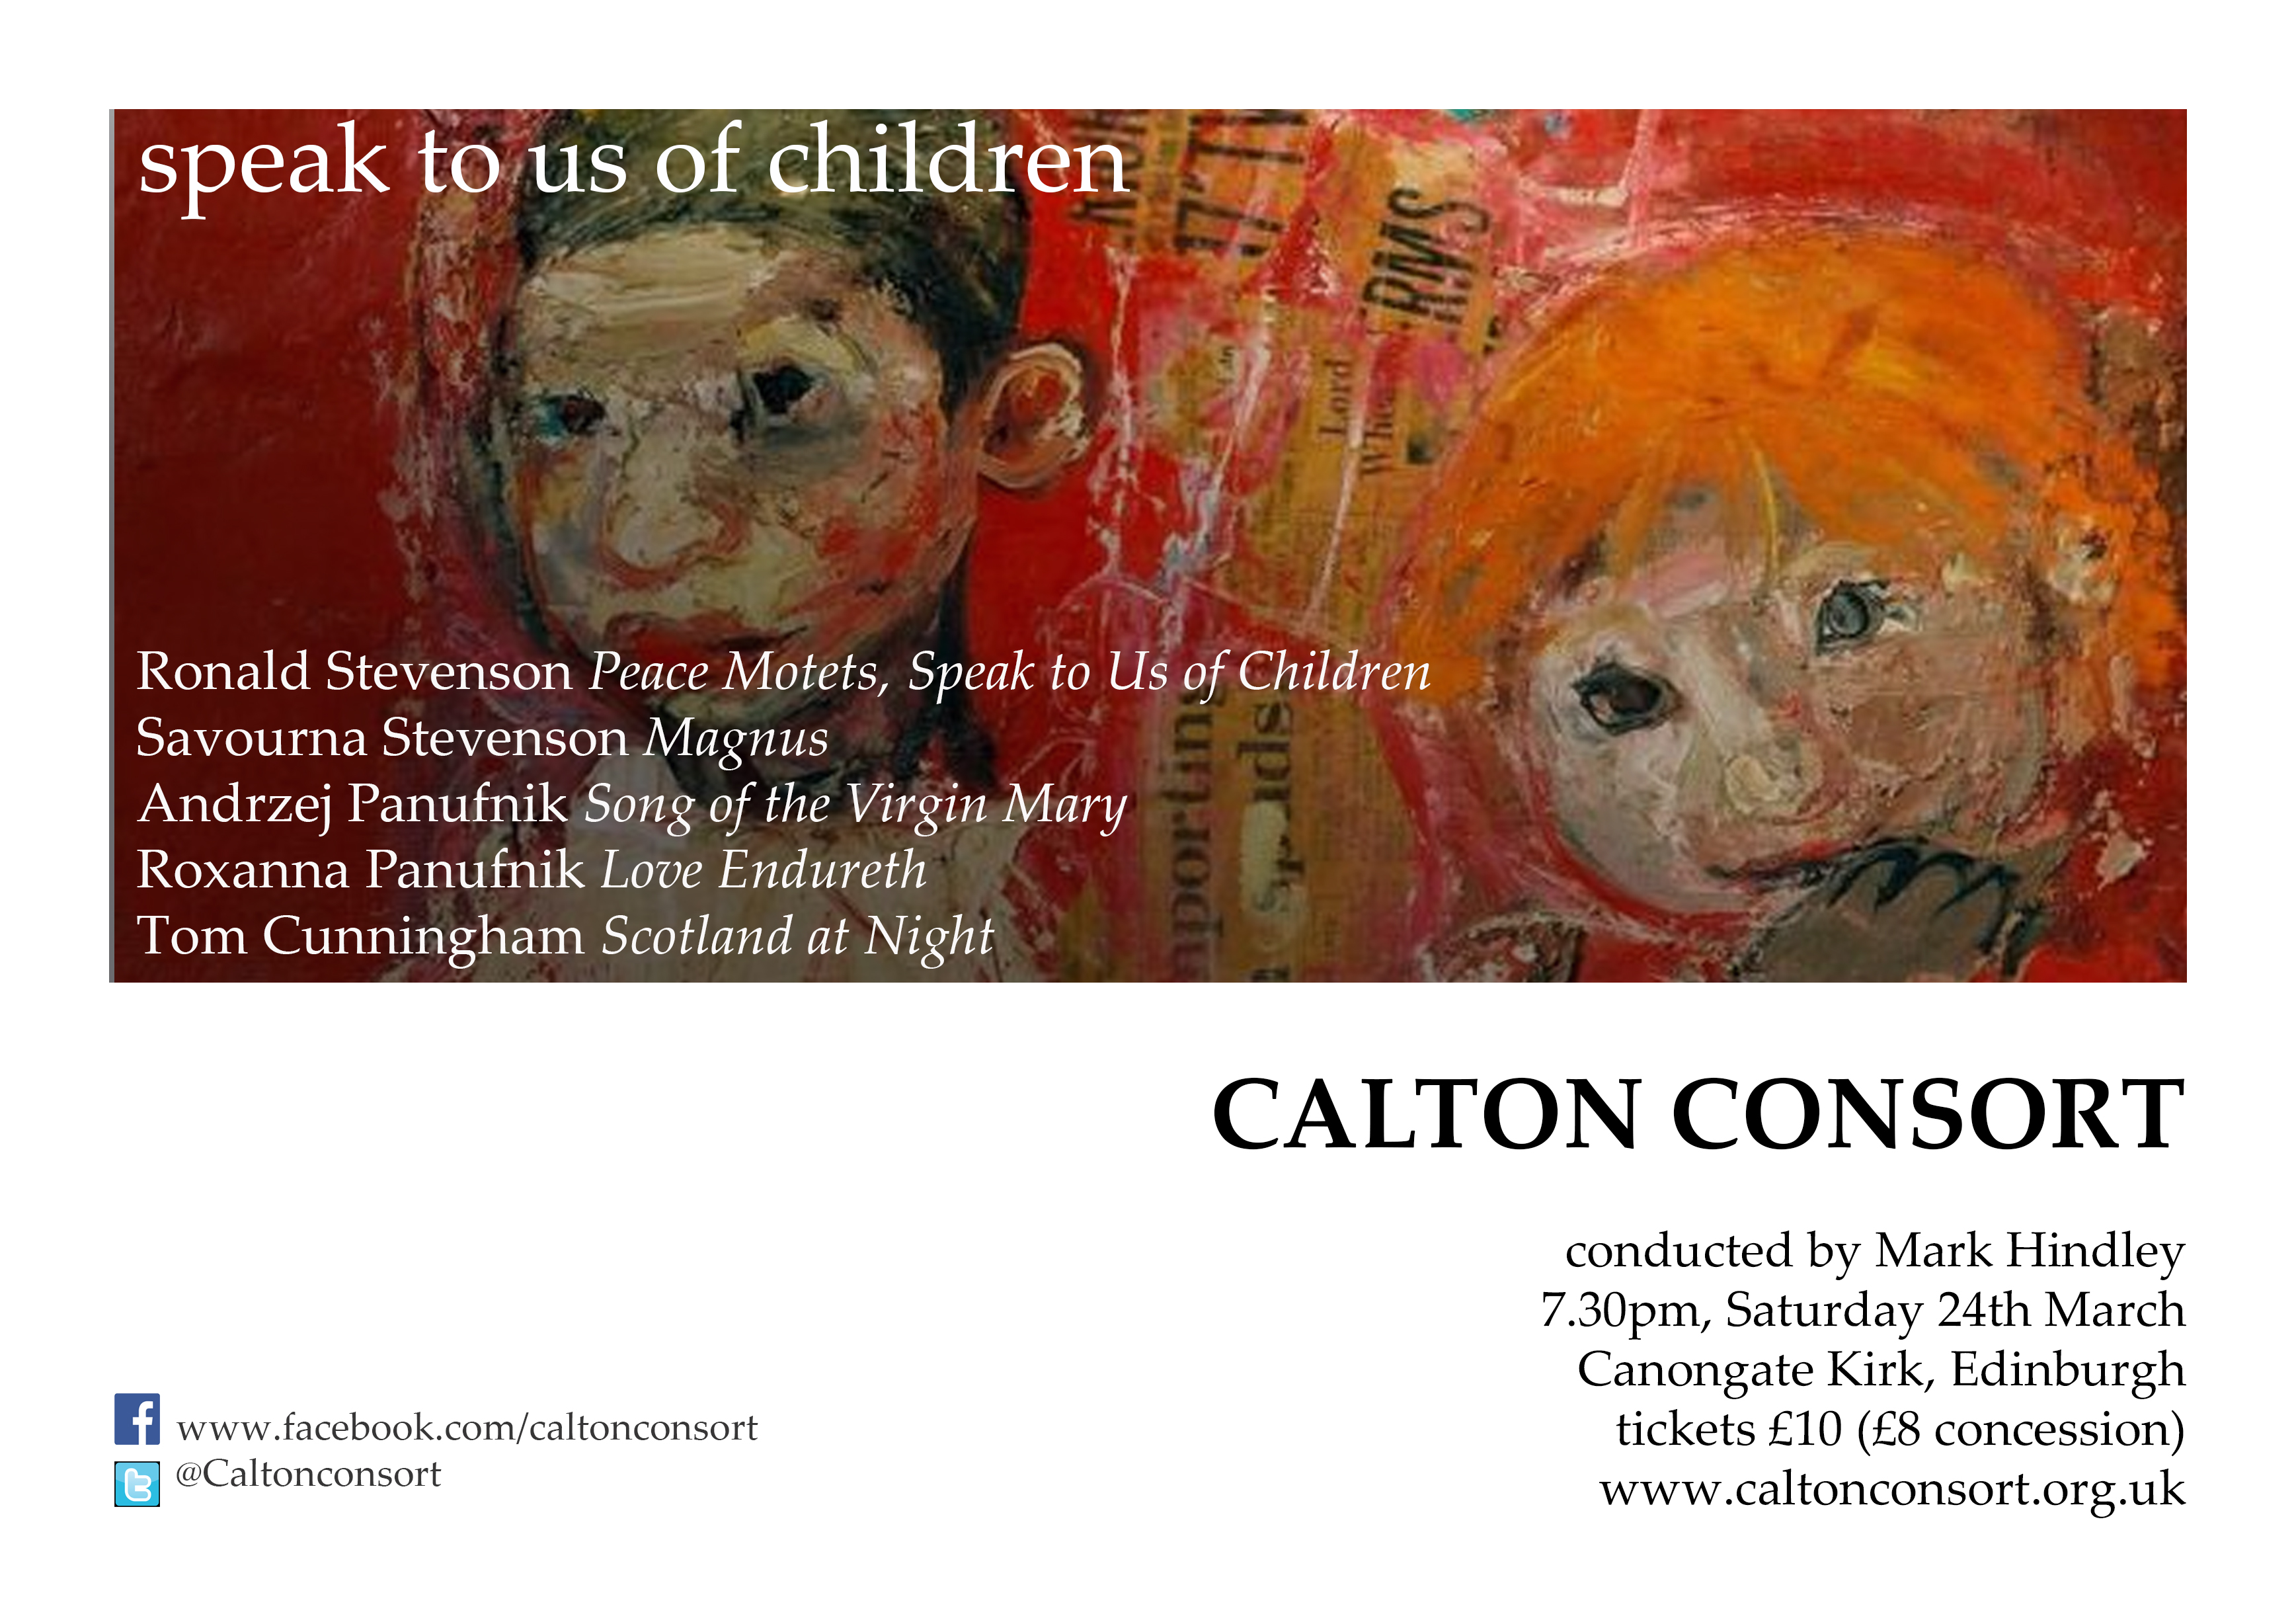 speak to us of children
RMS
Lord
Ronald Stevenson Peace Motets, Speak to Us of Children
Savourna Stevenson Magnus
Andrzej Panufnik Song of the Virgin Mary
Roxanna Panufnik Love Endureth
Tom Cunningham Scotland at Night
CALTON CONSORT
conducted by Mark Hindley
7.30pm, Saturday 24th March
Canongate Kirk, Edinburgh
tickets £10 (£8 concession)
www.caltonconsort.org.uk
www.facebook.com/caltonconsort
@Caltonconsort